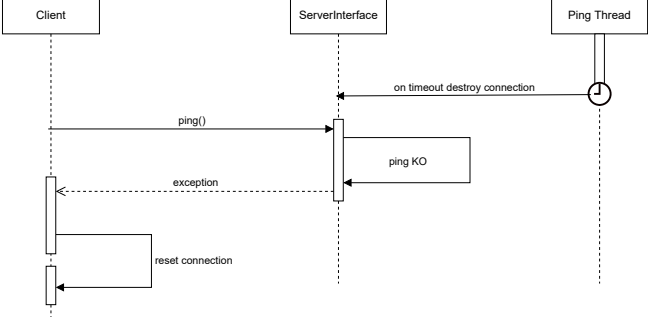 Client
ServerInterface
Ping Thread
on timeout destroy connection
ping()
ping KO
exception
reset connection